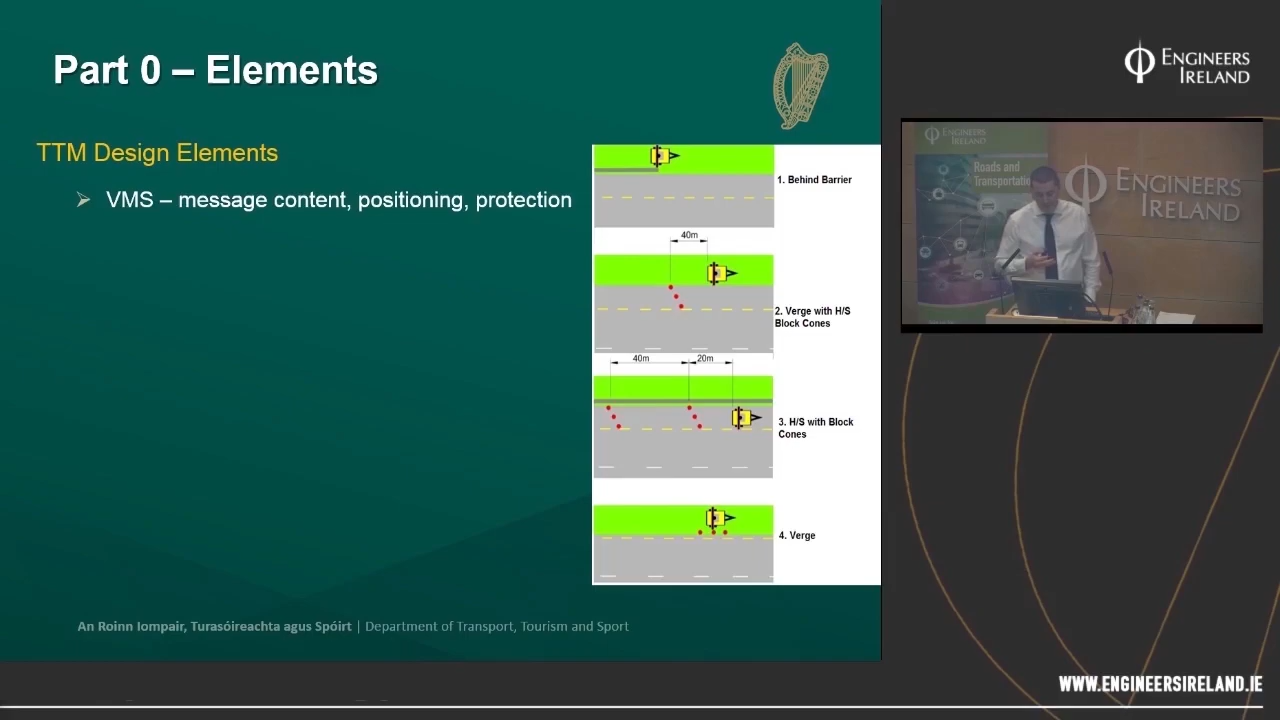 Part 0 – Elements
TTM Design Elements
VMS – message content, positioning, protection
1. Behind Barrier
40m
2. Verge with H/S
Block Cones
40m
20m
3. H/S with Block
Cones
4. Verge
An Roinn Iompair, Turasóireachta agus Spóirt | Department of Transport, Tourism and Sport
ENGINEERS
IRELAND
ENGINEERS
IRELAND
Roads and
Transportation
ENGINEERS
IRELAND
WWW.ENGINEERSIRELAND.IE